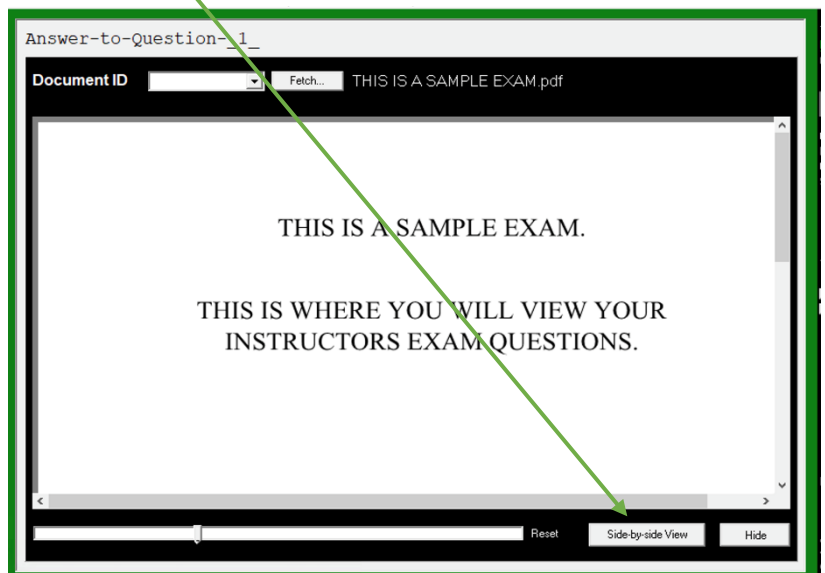 Answer-to-Question-_1_
Document ID Fetch... THIS IS A SAMPLE EXAM.pdf
THIS IS A SAMPLE EXAM.
THIS IS WHERE YOU WILL VIEW YOUR
INSTRUCTORS EXAM QUESTIONS.
Reset Side-by-side View Hide